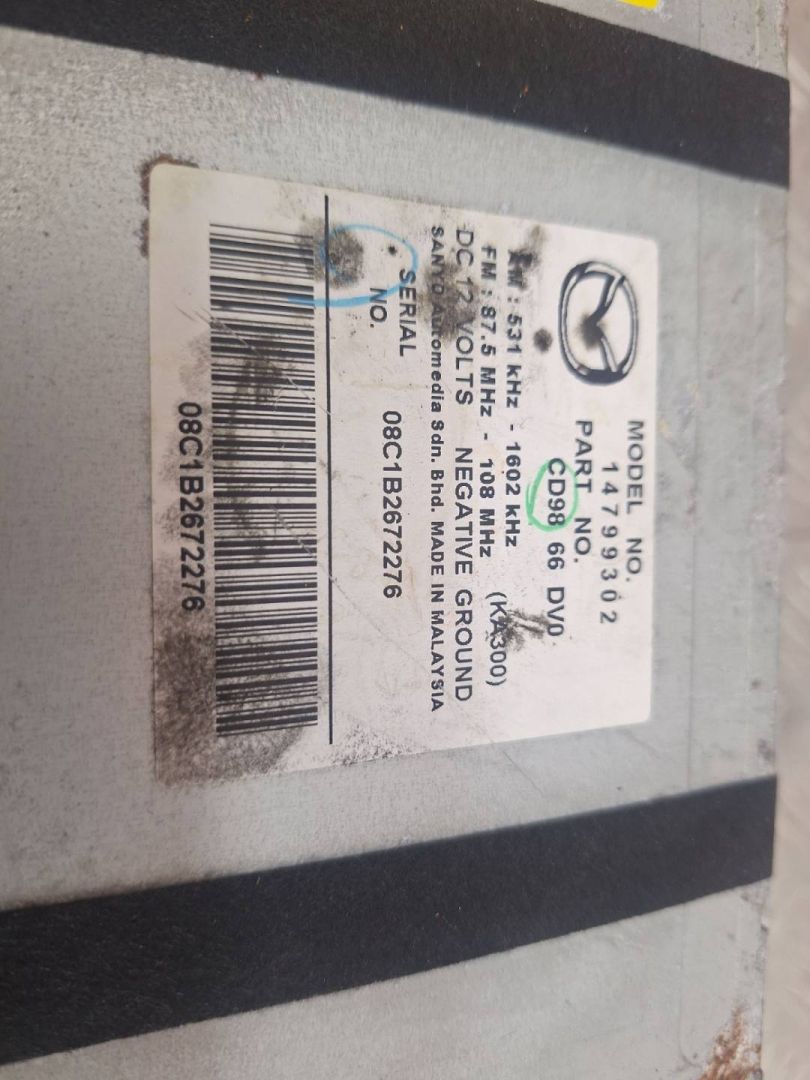 MODEL NO.
14799302
PART NO.
CD98 66 DV0
AM : 531 kHz - 1602 kHz
FM : 87.5 MHz - 108 MHz (KA300)
DC 12 VOLTS NEGATIVE GROUND
SANYO Automedia Sdn. Bhd. MADE IN MALAYSIA
SERIAL NO. 08C1B2672276
08C1B2672276